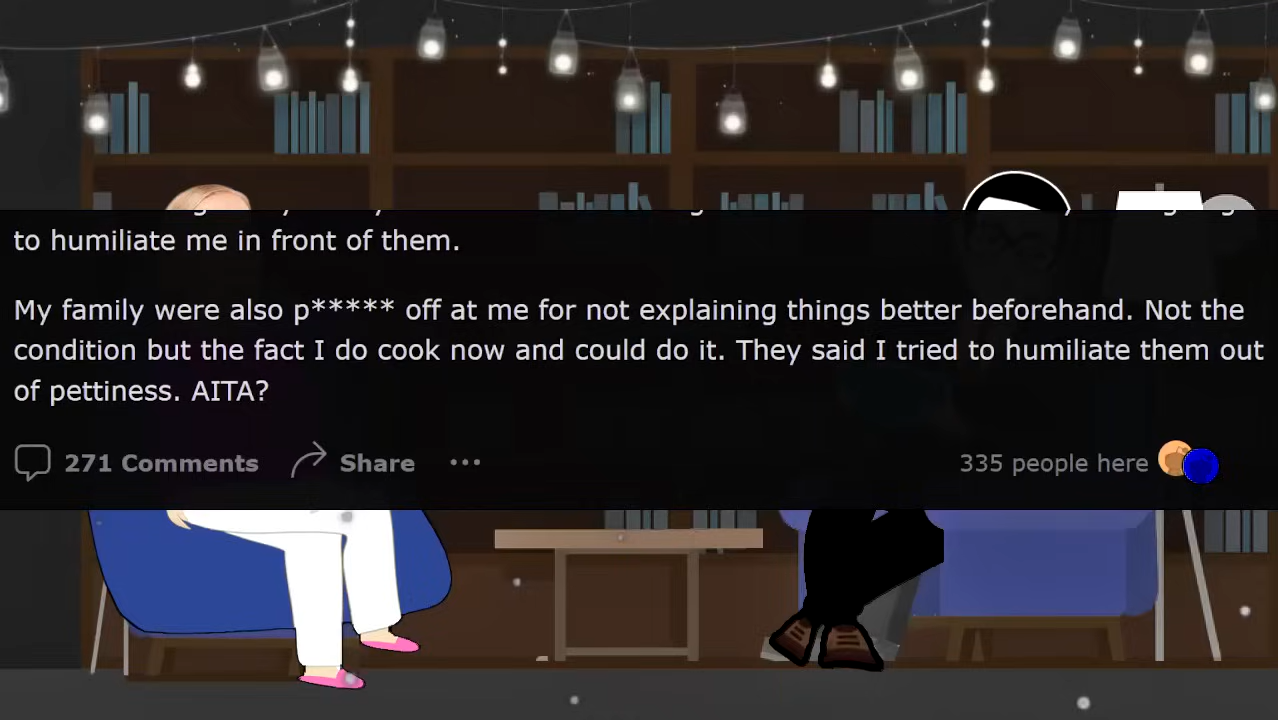 to humiliate me in front of them.
My family were also p***** off at me for not explaining things better beforehand. Not the
condition but the fact I do cook now and could do it. They said I tried to humiliate them out
of pettiness. AITA?
271 Comments Share ••• 335 people here